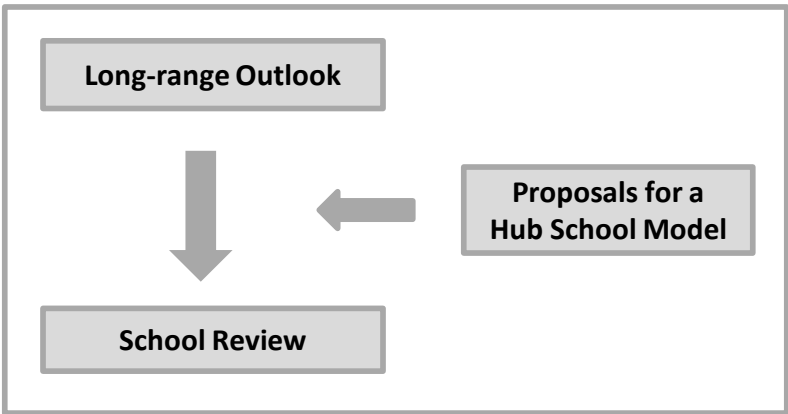 Long-range Outlook
Proposals for a
Hub School Model
School Review